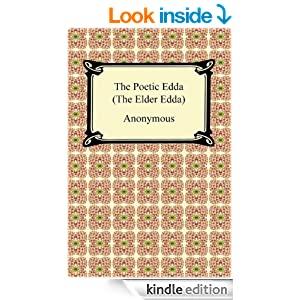 LOOK INSIDE!
The Poetic Edda
(The Elder Edda)
Anonymous
kindle edition